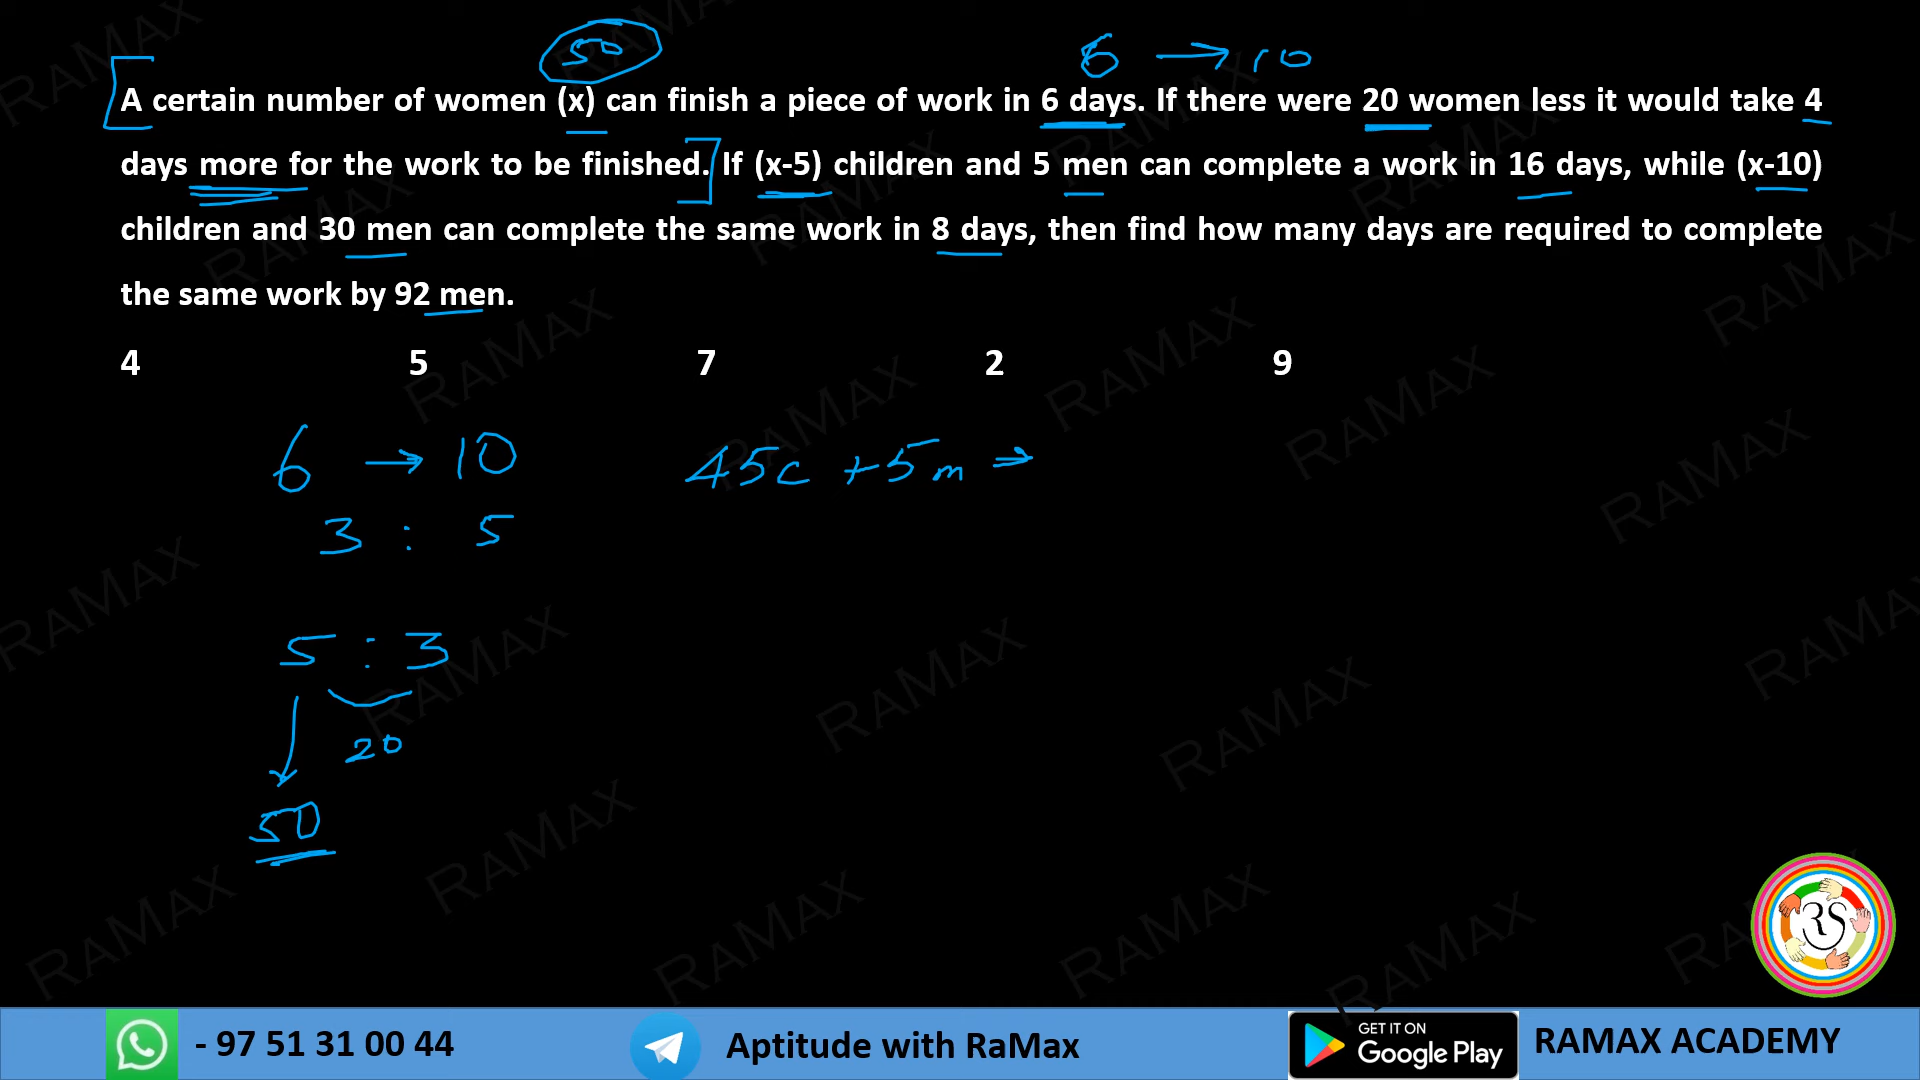 50
6 → 10
A certain number of women (x) can finish a piece of work in 6 days. If there were 20 women less it would take 4
days more for the work to be finished. If (x-5) children and 5 men can complete a work in 16 days, while (x-10)
children and 30 men can complete the same work in 8 days, then find how many days are required to complete
the same work by 92 men.
4 5 7 2 9
6 → 10
45c + 5m ⇒
3 : 5
5 : 3
20
50
RS
- 97 51 31 00 44
Aptitude with RaMax
GET IT ON
Google Play
RAMAX ACADEMY
RAMAX